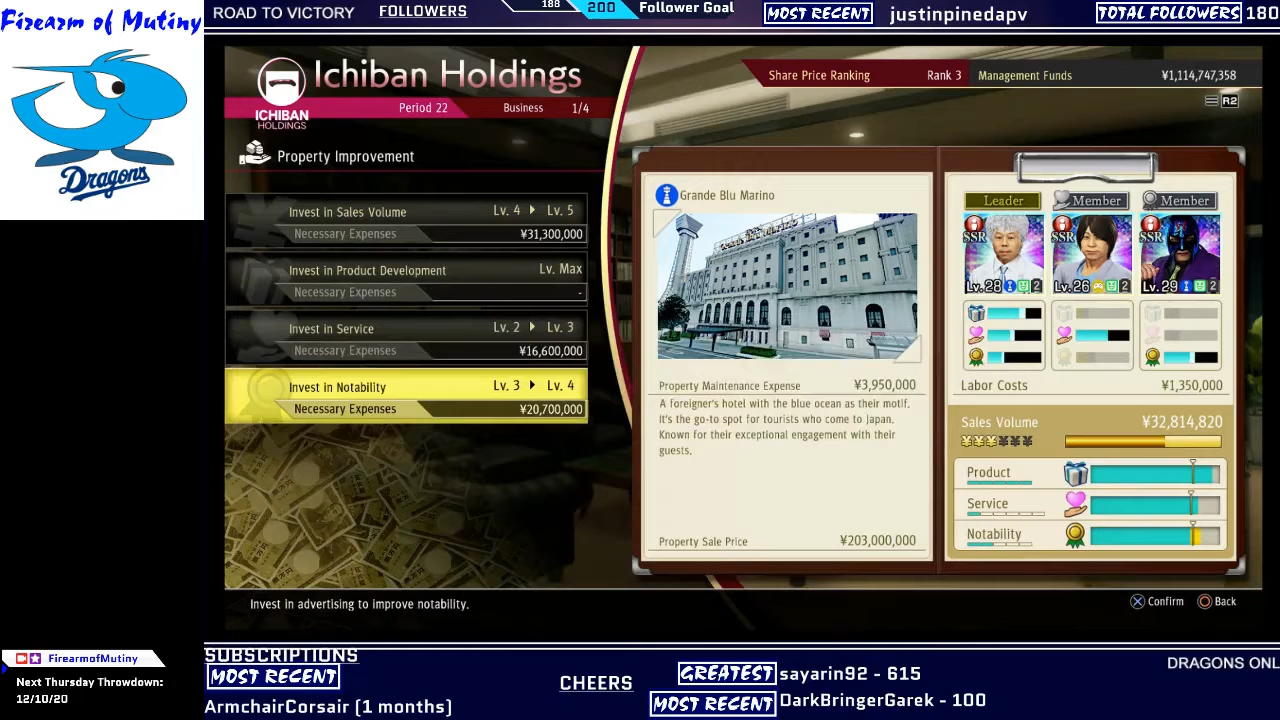 Firearm of Mutiny
Dragons
ROAD TO VICTORY
FOLLOWERS
188
200
Follower Goal
MOST RECENT
justinpinedapv
TOTAL FOLLOWERS 180
ICHIBAN
HOLDINGS
Ichiban Holdings
Period 22
Business 1/4
Share Price Ranking Rank 3
Management Funds ¥1,114,747,358
R2
Property Improvement
Invest in Sales Volume Lv. 4 Lv. 5
Necessary Expenses ¥31,300,000
Invest in Product Development Lv. Max
Necessary Expenses -
Invest in Service Lv. 2 Lv. 3
Necessary Expenses ¥16,600,000
Invest in Notability Lv. 3 Lv. 4
Necessary Expenses ¥20,700,000
Grande Blu Marino
Grande Blu Marino
Property Maintenance Expense ¥3,950,000
A foreigner's hotel with the blue ocean as their motif.
It's the go-to spot for tourists who come to Japan.
Known for their exceptional engagement with their
guests.
Property Sale Price ¥203,000,000
Leader
Member
Member
SSR
SSR
SSR
Lv.28 2
Lv.26 2
Lv.29 2
Labor Costs ¥1,350,000
Sales Volume ¥32,814,820
Product
Service
Notability
Invest in advertising to improve notability.
Confirm
Back
FirearmofMutiny
Next Thursday Throwdown:
12/10/20
SUBSCRIPTIONS
MOST RECENT
ArmchairCorsair (1 months)
CHEERS
GREATEST sayarin92 - 615
MOST RECENT DarkBringerGarek - 100
DRAGONS ONL